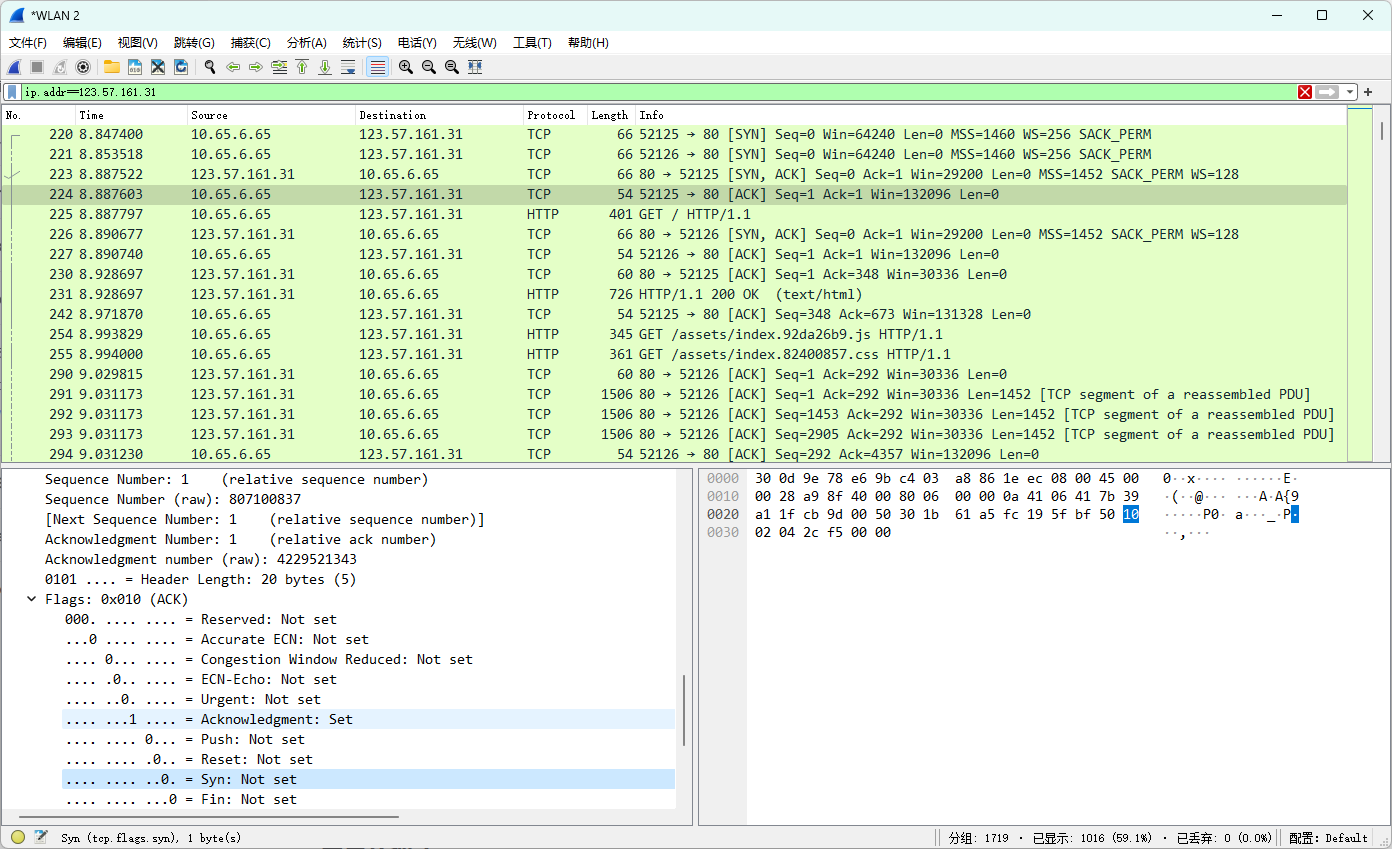 *WLAN 2
文件(F) 编辑(E) 视图(V) 跳转(G) 捕获(C) 分析(A) 统计(S) 电话(Y) 无线(W) 工具(T) 帮助(H)
ip.addr==123.57.161.31
No. Time Source Destination Protocol Length Info
220 8.847400 10.65.6.65 123.57.161.31 TCP 66 52125 → 80 [SYN] Seq=0 Win=64240 Len=0 MSS=1460 WS=256 SACK_PERM
221 8.853518 10.65.6.65 123.57.161.31 TCP 66 52126 → 80 [SYN] Seq=0 Win=64240 Len=0 MSS=1460 WS=256 SACK_PERM
223 8.887522 123.57.161.31 10.65.6.65 TCP 66 80 → 52125 [SYN, ACK] Seq=0 Ack=1 Win=29200 Len=0 MSS=1452 SACK_PERM WS=128
224 8.887603 10.65.6.65 123.57.161.31 TCP 54 52125 → 80 [ACK] Seq=1 Ack=1 Win=132096 Len=0
225 8.887797 10.65.6.65 123.57.161.31 HTTP 401 GET / HTTP/1.1
226 8.890677 123.57.161.31 10.65.6.65 TCP 66 80 → 52126 [SYN, ACK] Seq=0 Ack=1 Win=29200 Len=0 MSS=1452 SACK_PERM WS=128
227 8.890740 10.65.6.65 123.57.161.31 TCP 54 52126 → 80 [ACK] Seq=1 Ack=1 Win=132096 Len=0
230 8.928697 123.57.161.31 10.65.6.65 TCP 60 80 → 52125 [ACK] Seq=1 Ack=348 Win=30336 Len=0
231 8.928697 123.57.161.31 10.65.6.65 HTTP 726 HTTP/1.1 200 OK (text/html)
242 8.971870 10.65.6.65 123.57.161.31 TCP 54 52125 → 80 [ACK] Seq=348 Ack=673 Win=131328 Len=0
254 8.993829 10.65.6.65 123.57.161.31 HTTP 345 GET /assets/index.92da26b9.js HTTP/1.1
255 8.994000 10.65.6.65 123.57.161.31 HTTP 361 GET /assets/index.82400857.css HTTP/1.1
290 9.029815 123.57.161.31 10.65.6.65 TCP 60 80 → 52126 [ACK] Seq=1 Ack=292 Win=30336 Len=0
291 9.031173 123.57.161.31 10.65.6.65 TCP 1506 80 → 52126 [ACK] Seq=1 Ack=292 Win=30336 Len=1452 [TCP segment of a reassembled PDU]
292 9.031173 123.57.161.31 10.65.6.65 TCP 1506 80 → 52126 [ACK] Seq=1453 Ack=292 Win=30336 Len=1452 [TCP segment of a reassembled PDU]
293 9.031173 123.57.161.31 10.65.6.65 TCP 1506 80 → 52126 [ACK] Seq=2905 Ack=292 Win=30336 Len=1452 [TCP segment of a reassembled PDU]
294 9.031230 10.65.6.65 123.57.161.31 TCP 54 52126 → 80 [ACK] Seq=292 Ack=4357 Win=132096 Len=0
Sequence Number: 1 (relative sequence number)
Sequence Number (raw): 807100837
[Next Sequence Number: 1 (relative sequence number)]
Acknowledgment Number: 1 (relative ack number)
Acknowledgment number (raw): 4229521343
0101 .... = Header Length: 20 bytes (5)
Flags: 0x010 (ACK)
000. .... .... = Reserved: Not set
...0 .... .... = Accurate ECN: Not set
.... 0... .... = Congestion Window Reduced: Not set
.... .0.. .... = ECN-Echo: Not set
.... ..0. .... = Urgent: Not set
.... ...1 .... = Acknowledgment: Set
.... .... 0... = Push: Not set
.... .... .0.. = Reset: Not set
.... .... ..0. = Syn: Not set
.... .... ...0 = Fin: Not set
0000 30 0d 9e 78 e6 9b c4 03 a8 86 1e ec 08 00 45 00 0··x···· ······E·
0010 00 28 a9 8f 40 00 80 06 00 00 0a 41 06 41 7b 39 ·(··@··· ···A·A{9
0020 a1 1f cb 9d 00 50 30 1b 61 a5 fc 19 5f bf 50 10 ·····P0· a···_·P·
0030 02 04 2c f5 00 00 ··,···
Syn (tcp.flags.syn), 1 byte(s) 分组: 1719 · 已显示: 1016 (59.1%) · 已丢弃: 0 (0.0%) 配置: Default